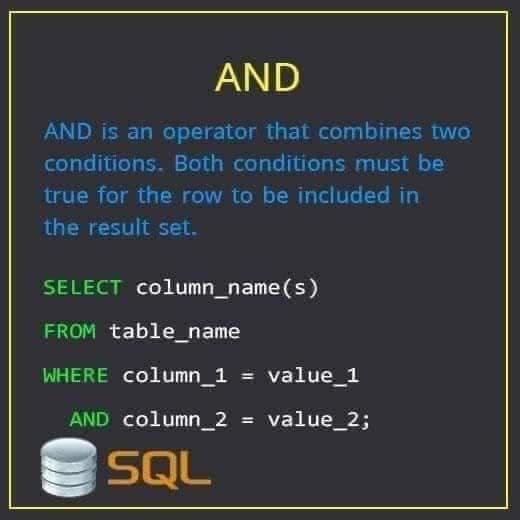 AND
AND is an operator that combines two
conditions. Both conditions must be
true for the row to be included in
the result set.
SELECT column_name(s)
FROM table_name
WHERE column_1 = value_1
AND column_2 = value_2;
SQL